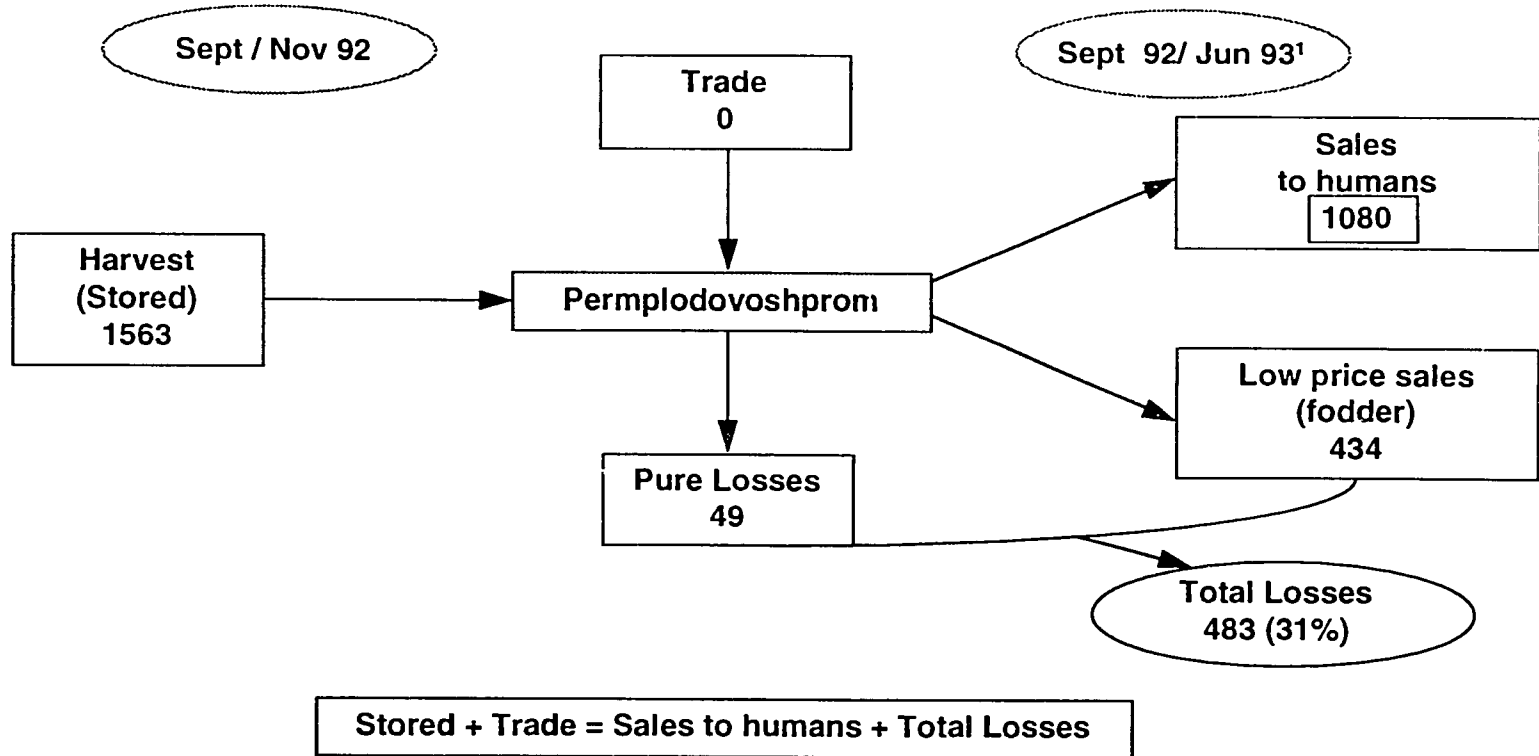 Sept / Nov 92
Trade
0
Sept 92/ Jun 93¹
Sales
to humans
1080
Harvest
(Stored)
1563
Permplodovoshprom
Low price sales
(fodder)
434
Pure Losses
49
Total Losses
483 (31%)
Stored + Trade = Sales to humans + Total Losses